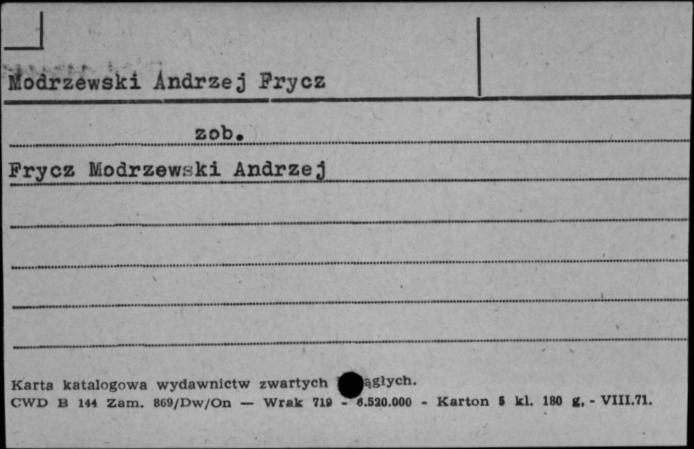 Modrzewski Andrzej Frycz
zob.
Frycz Modrzewski Andrzej
Karta katalogowa wydawnictw zwartych
CWD B 144 Zam. 869/Dw/On — Wrak 719 - 6.520.000 - Karton 5 kl. 180 g. - VIII.71.